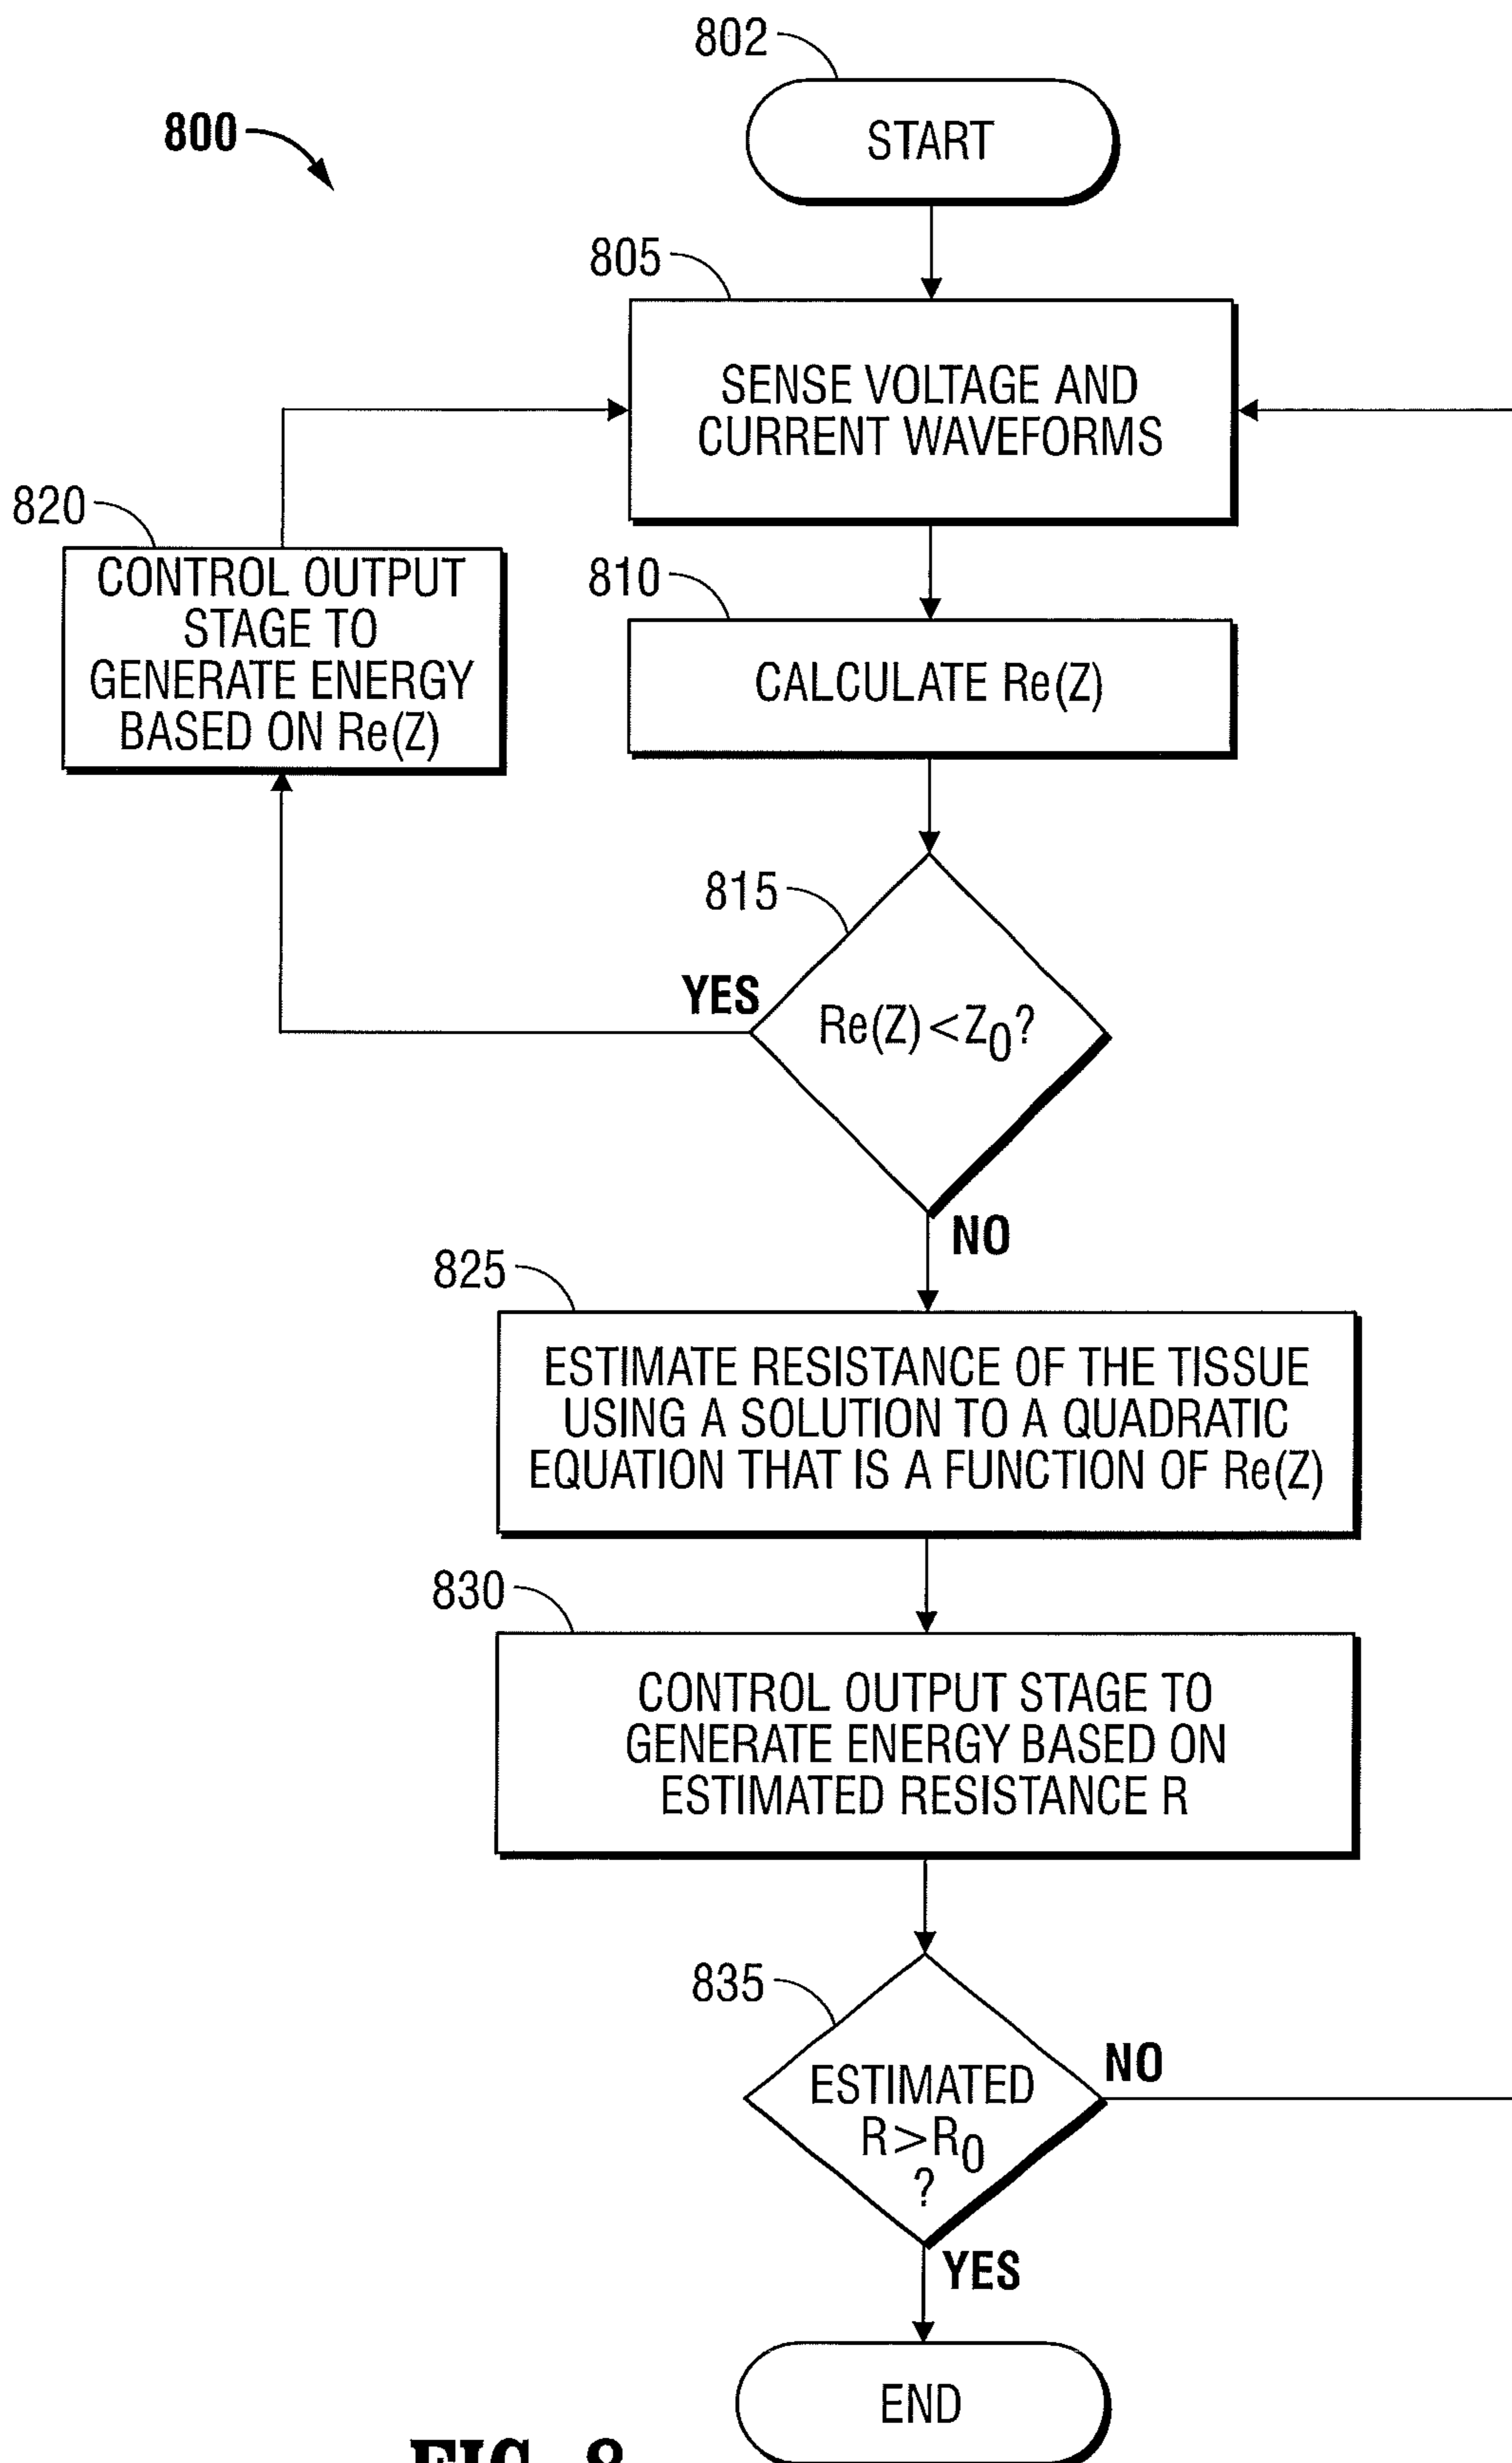 802
800
START
805
SENSE VOLTAGE AND
CURRENT WAVEFORMS
820
CONTROL OUTPUT
STAGE TO
GENERATE ENERGY
BASED ON Re(Z)
810
CALCULATE Re(Z)
815
YES
Re(Z)<Z0?
NO
825
ESTIMATE RESISTANCE OF THE TISSUE
USING A SOLUTION TO A QUADRATIC
EQUATION THAT IS A FUNCTION OF Re(Z)
830
CONTROL OUTPUT STAGE TO
GENERATE ENERGY BASED ON
ESTIMATED RESISTANCE R
835
NO
ESTIMATED
R>R0
?
YES
END
FIG. 8